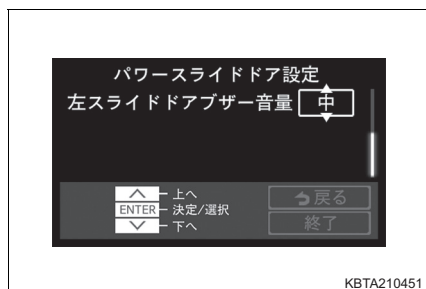 パワースライドドア設定
左スライドドアブザー音量 中
上へ
ENTER 決定/選択
下へ
戻る
終了
KBTA210451